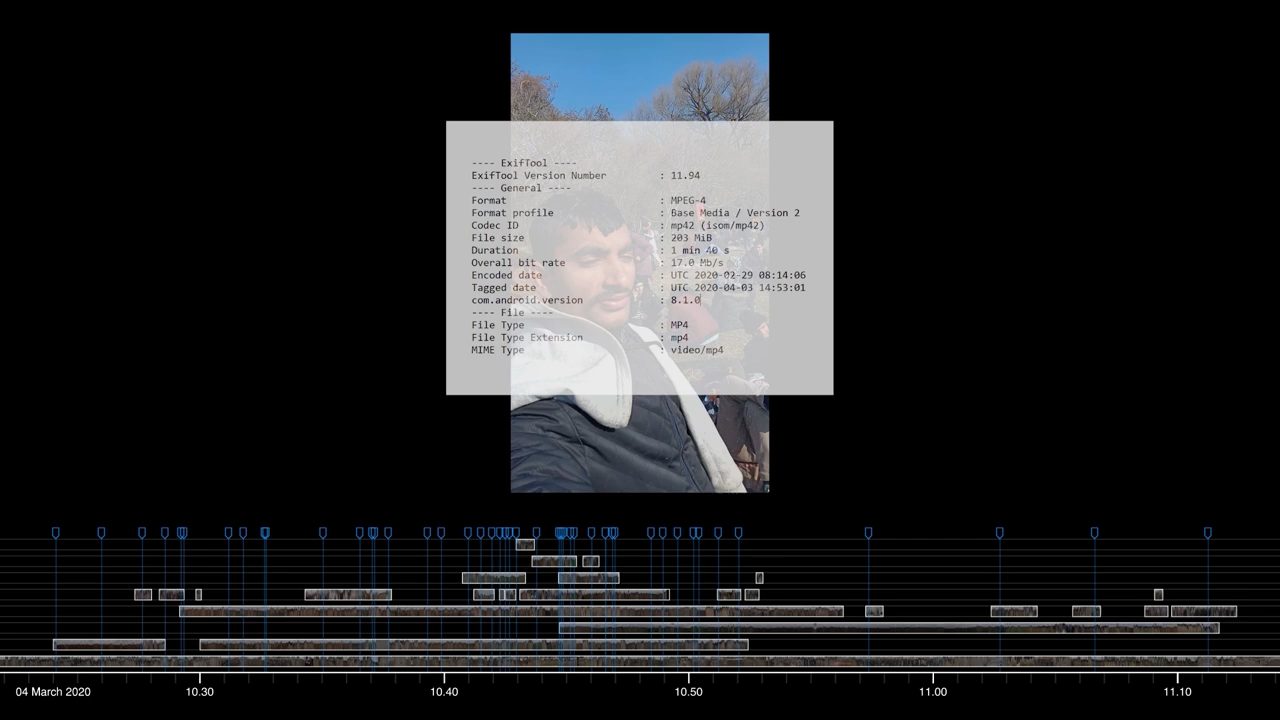 ---- ExifTool ----
ExifTool Version Number : 11.94
---- General ----
Format : MPEG-4
Format profile : Base Media / Version 2
Codec ID : mp42 (isom/mp42)
File size : 203 MiB
Duration : 1 min 40 s
Overall bit rate : 17.0 Mb/s
Encoded date : UTC 2020-02-29 08:14:06
Tagged date : UTC 2020-04-03 14:53:01
com.android.version : 8.1.0
---- File ----
File Type : MP4
File Type Extension : mp4
MIME Type : video/mp4
04 March 2020 10.30 10.40 10.50 11.00 11.10